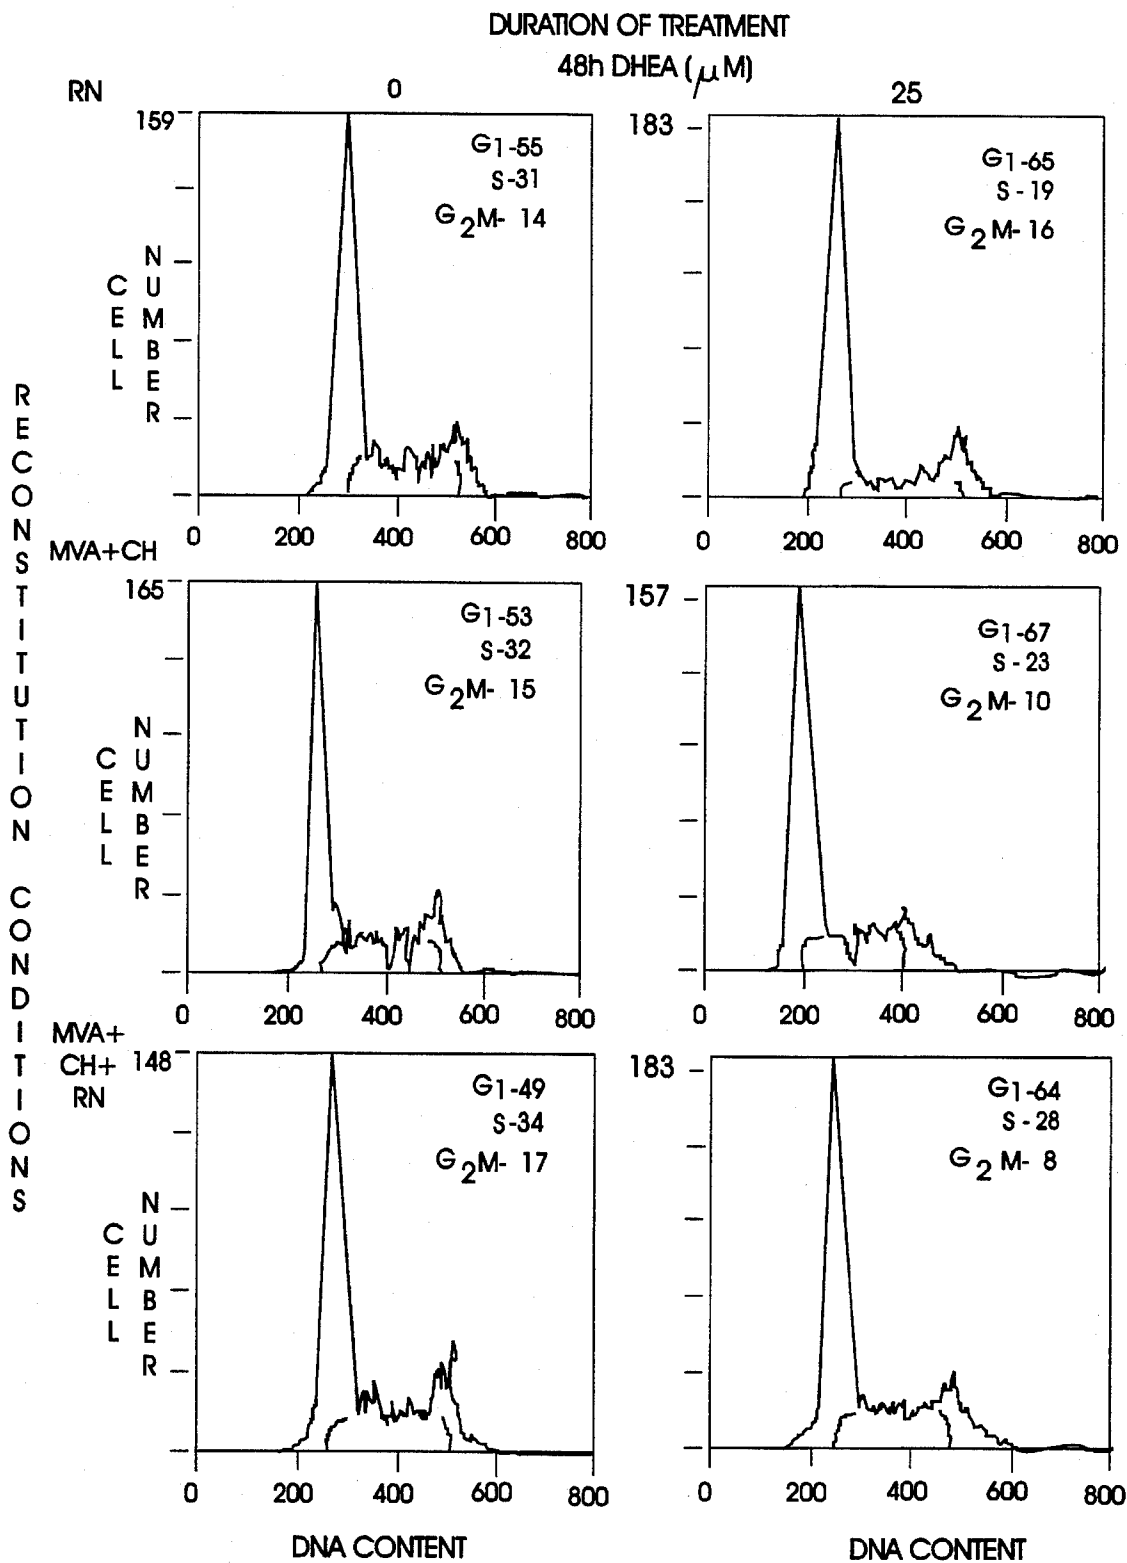 DURATION OF TREATMENT
48h DHEA (μM)
RN 0 25
159
G1-55
S-31
G2M- 14
183
G1-65
S - 19
G2M- 16
CELL NUMBER
0 200 400 600 800
0 200 400 600 800
RECONSTITUTION CONDITIONS
MVA+CH
165
G1-53
S-32
G2M- 15
157
G1-67
S - 23
G2M- 10
CELL NUMBER
0 200 400 600 800
0 200 400 600 800
MVA+
CH+
RN
148
G1-49
S-34
G2M- 17
183
G1-64
S - 28
G2M- 8
CELL NUMBER
0 200 400 600 800
0 200 400 600 800
DNA CONTENT
DNA CONTENT